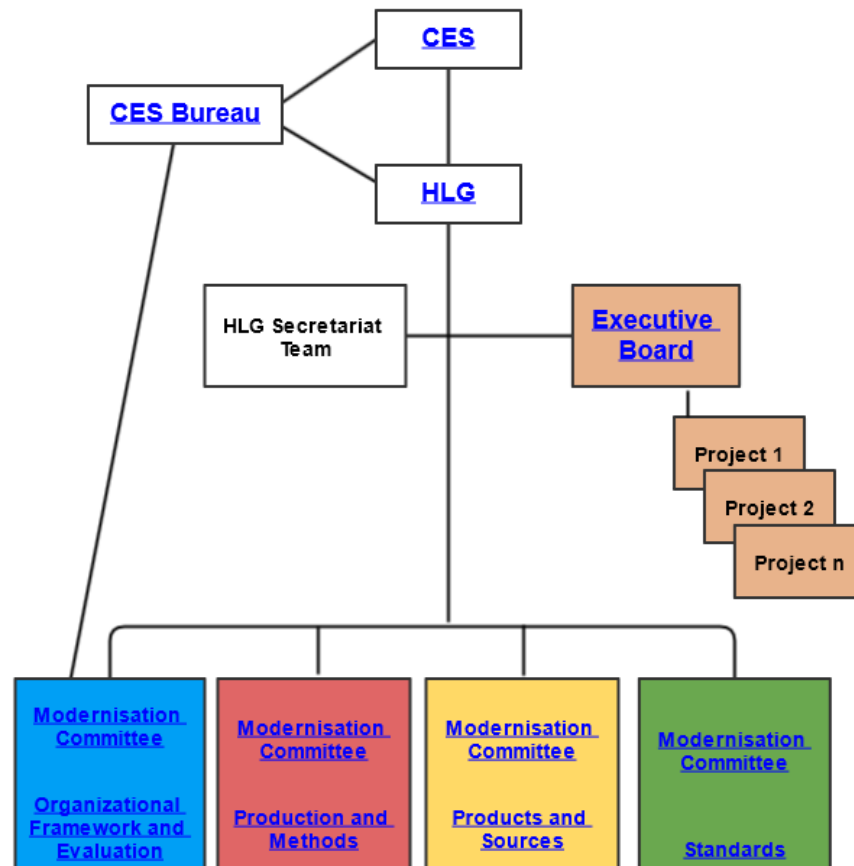 CES
CES Bureau
HLG
HLG Secretariat
Team
Executive
Board
Project 1
Project 2
Project n
Modernisation
Committee
Organizational
Framework and
Evaluation
Modernisation
Committee
Production and
Methods
Modernisation
Committee
Products and
Sources
Modernisation
Committee
Standards